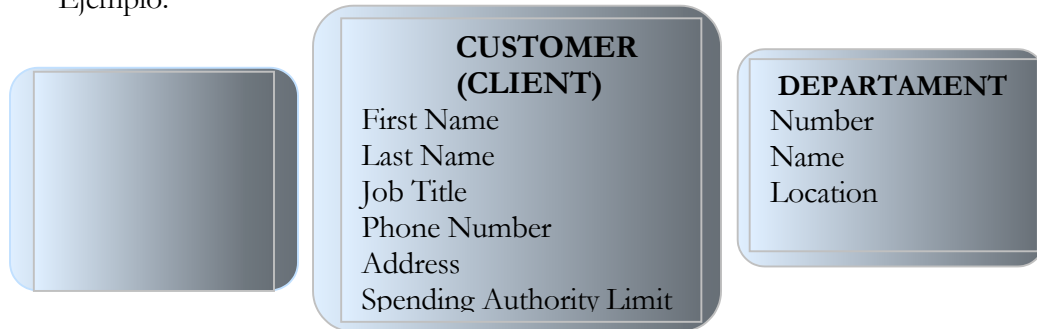 Ejemplo:
CUSTOMER
(CLIENT)
First Name
Last Name
Job Title
Phone Number
Address
Spending Authority Limit
DEPARTAMENT
Number
Name
Location